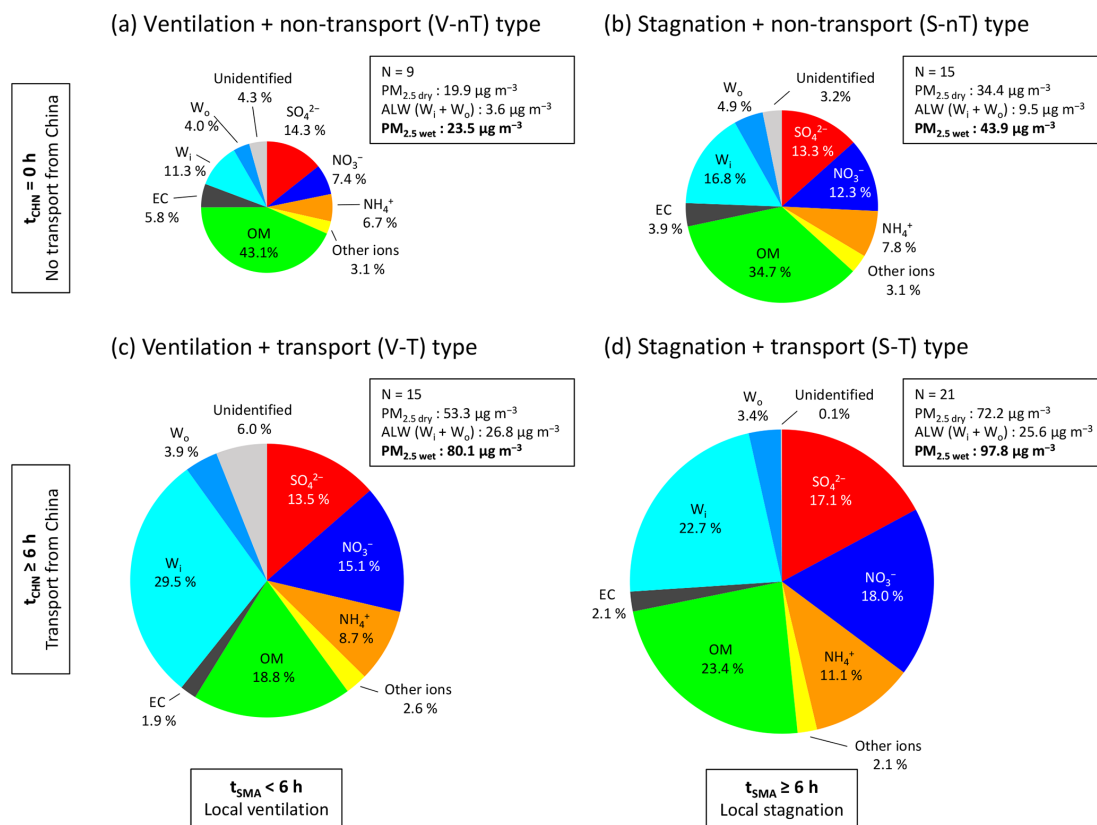 (a) Ventilation + non-transport (V-nT) type
N = 9
PM2.5 dry : 19.9 µg m−3
ALW (Wi + Wo) : 3.6 µg m−3
PM2.5 wet : 23.5 µg m−3
Unidentified
4.3 %
SO42−
14.3 %
NO3−
7.4 %
NH4+
6.7 %
Other ions
3.1 %
OM
43.1%
EC
5.8 %
Wi
11.3 %
Wo
4.0 %
(b) Stagnation + non-transport (S-nT) type
N = 15
PM2.5 dry : 34.4 µg m−3
ALW (Wi + Wo) : 9.5 µg m−3
PM2.5 wet : 43.9 µg m−3
Unidentified
3.2%
SO42−
13.3 %
NO3−
12.3 %
NH4+
7.8 %
Other ions
3.1 %
OM
34.7 %
EC
3.9 %
Wi
16.8 %
Wo
4.9 %
tCHN = 0 h
No transport from China
(c) Ventilation + transport (V-T) type
N = 15
PM2.5 dry : 53.3 µg m−3
ALW (Wi + Wo) : 26.8 µg m−3
PM2.5 wet : 80.1 µg m−3
Unidentified
6.0 %
SO42−
13.5 %
NO3−
15.1 %
NH4+
8.7 %
Other ions
2.6 %
OM
18.8 %
EC
1.9 %
Wi
29.5 %
Wo
3.9 %
(d) Stagnation + transport (S-T) type
N = 21
PM2.5 dry : 72.2 µg m−3
ALW (Wi + Wo) : 25.6 µg m−3
PM2.5 wet : 97.8 µg m−3
Unidentified
0.1%
SO42−
17.1 %
NO3−
18.0 %
NH4+
11.1 %
Other ions
2.1 %
OM
23.4 %
EC
2.1 %
Wi
22.7 %
Wo
3.4%
tCHN ≥ 6 h
Transport from China
tSMA < 6 h
Local ventilation
tSMA ≥ 6 h
Local stagnation